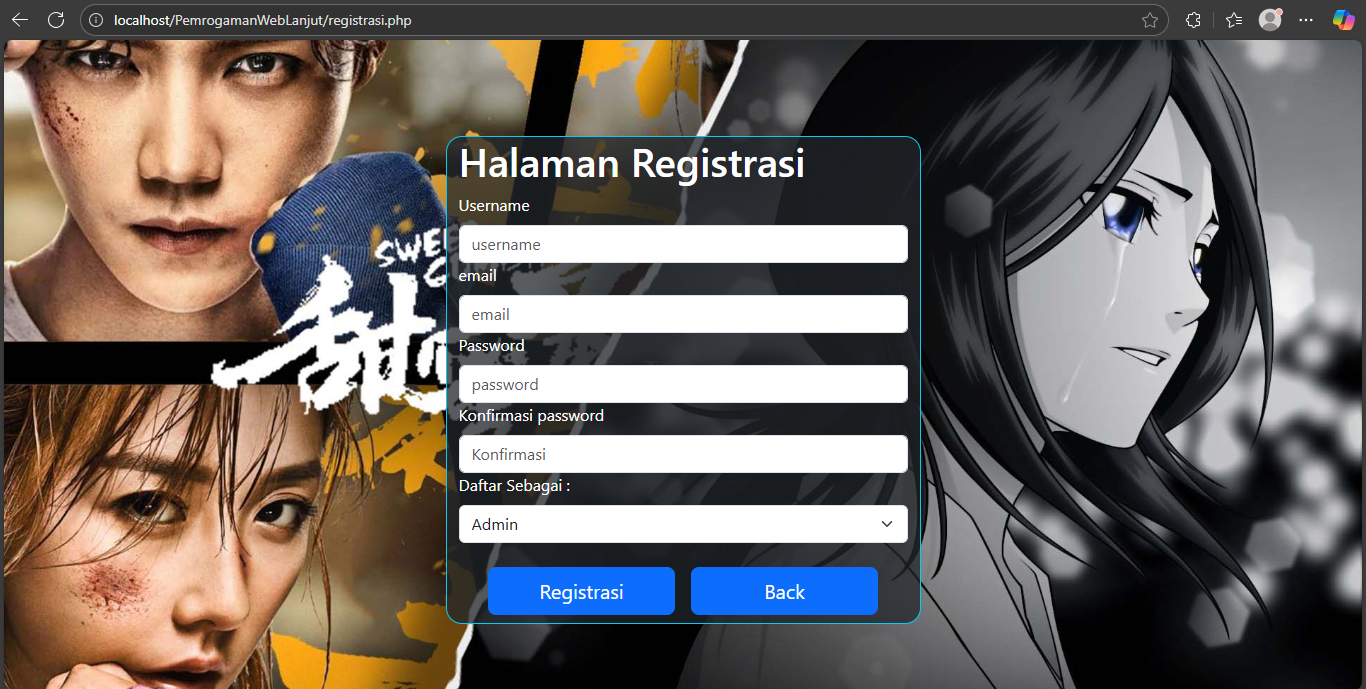 localhost/PemrogamanWebLanjut/registrasi.php
Halaman Registrasi
Username
username
email
email
Password
password
Konfirmasi password
Konfirmasi
Daftar Sebagai :
Admin
Registrasi
Back
SWE
甜